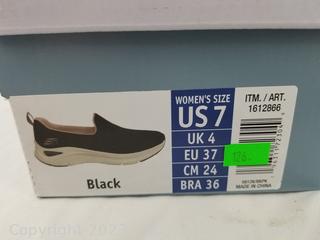 WOMEN'S SIZE
US 7
UK 4
EU 37
CM 24
BRA 36
ITM. / ART.
1612866
126
Black
MADE IN CHINA
Copyright 2023